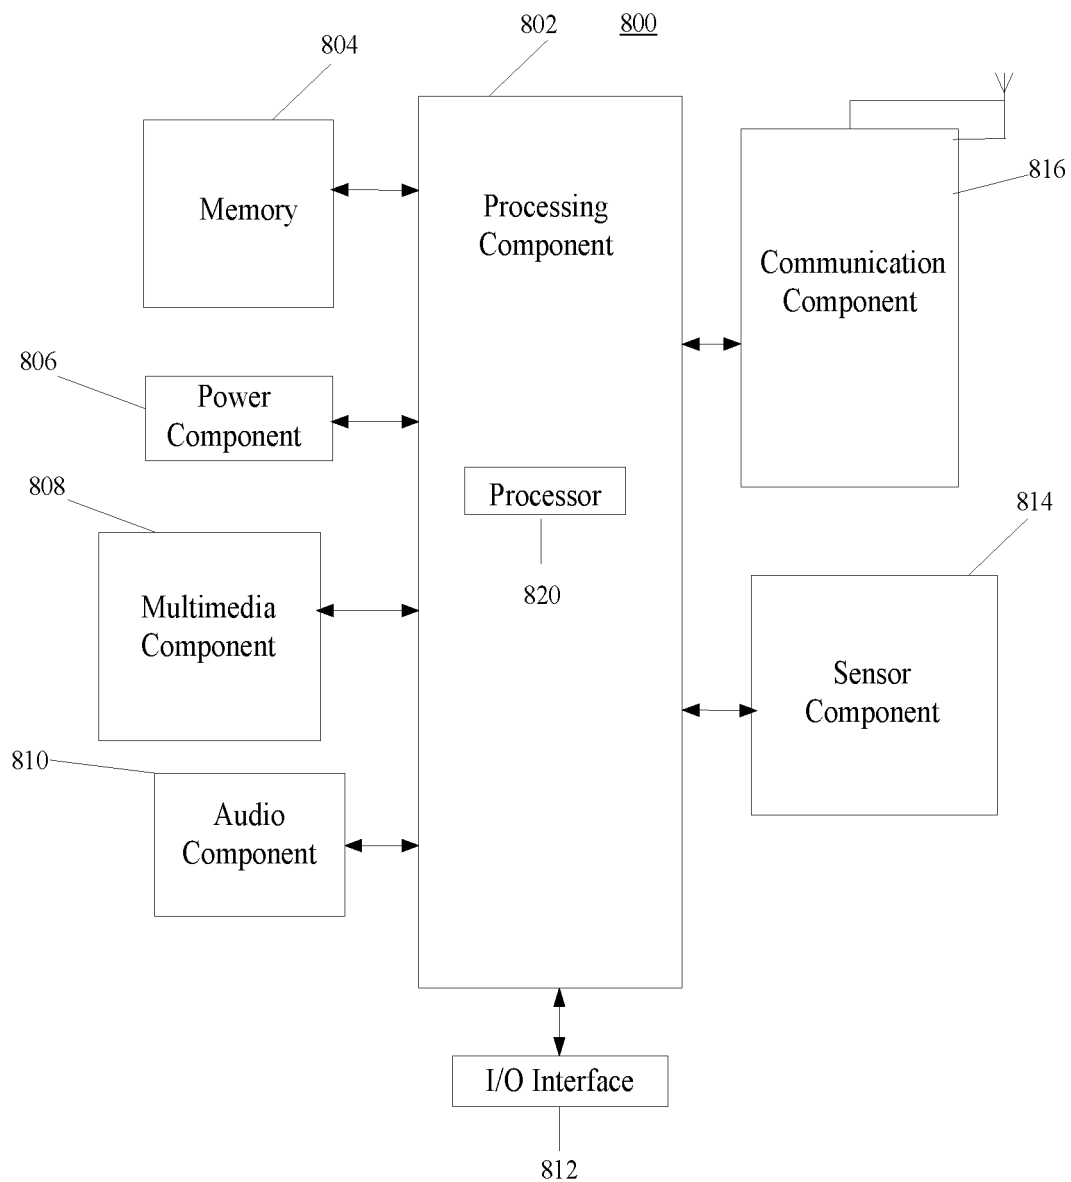 802
800
804
Memory
Processing
Component
816
Communication
Component
806
Power
Component
808
Processor
814
820
Multimedia
Component
Sensor
Component
810
Audio
Component
I/O Interface
812